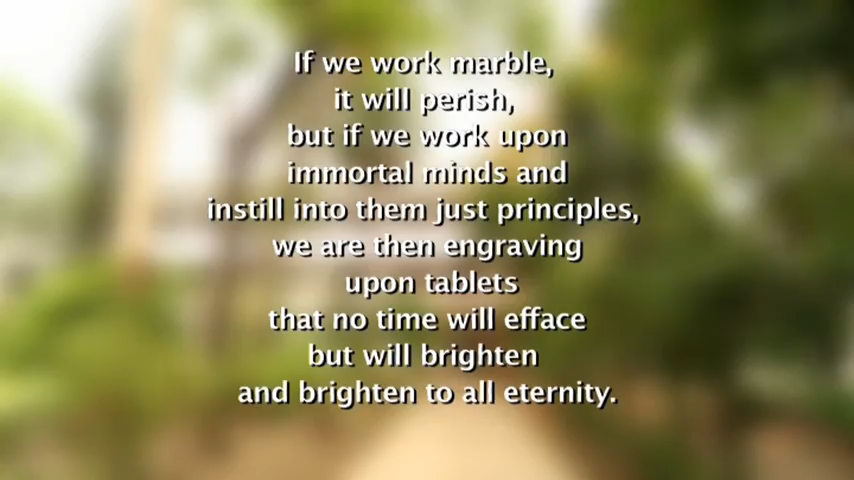 If we work marble,
it will perish,
but if we work upon
immortal minds and
instill into them just principles,
we are then engraving
upon tablets
that no time will efface
but will brighten
and brighten to all eternity.